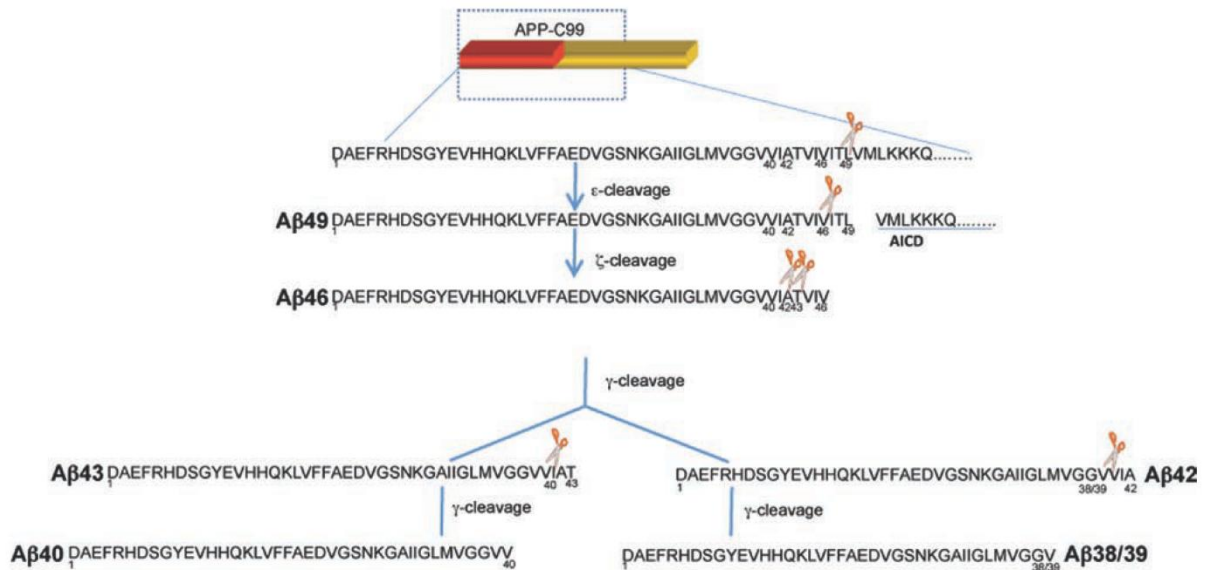 APP-C99
DAEFRHDSGYEVHHQKLVFFAEDVGSNKGAIIGLMVGGVVIATVIVITLVMLKKKQ........
1 40 42 46 49
ε-cleavage
Aβ49 DAEFRHDSGYEVHHQKLVFFAEDVGSNKGAIIGLMVGGVVIATVIVITL VMLKKKQ........
1 40 42 46 49 AICD
ζ-cleavage
Aβ46 DAEFRHDSGYEVHHQKLVFFAEDVGSNKGAIIGLMVGGVVIATVIV
1 40 42 43 46
γ-cleavage
Aβ43 DAEFRHDSGYEVHHQKLVFFAEDVGSNKGAIIGLMVGGVVIAT
1 40 43
DAEFRHDSGYEVHHQKLVFFAEDVGSNKGAIIGLMVGGVVIA Aβ42
1 38/39 42
γ-cleavage γ-cleavage
Aβ40 DAEFRHDSGYEVHHQKLVFFAEDVGSNKGAIIGLMVGGVV
1 40
DAEFRHDSGYEVHHQKLVFFAEDVGSNKGAIIGLMVGGV Aβ38/39
1 38/39